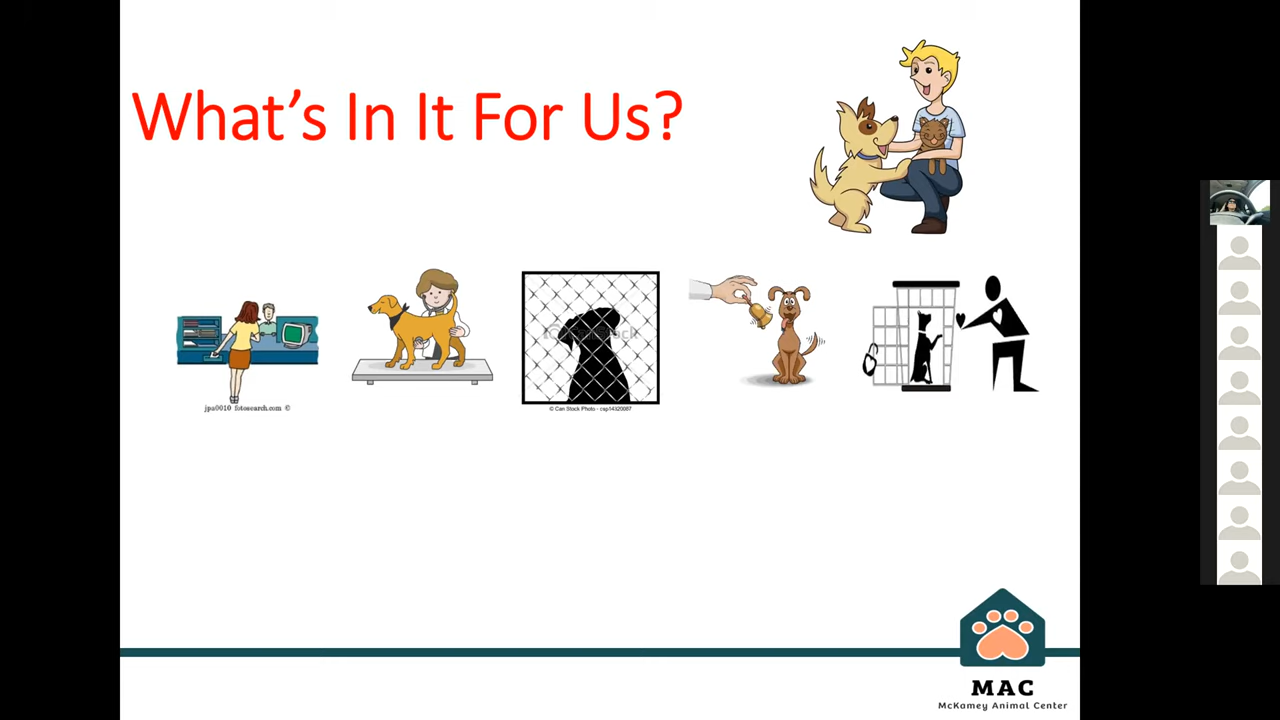 What's In It For Us?
jpa0010 fotosearch.com ©
© Can Stock Photo - csp14320087
MAC
McKamey Animal Center